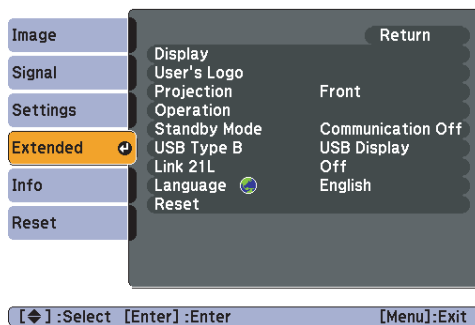 Image
Signal
Settings
Extended
Info
Reset
Return
Display
User's Logo
Projection Front
Operation
Standby Mode Communication Off
USB Type B USB Display
Link 21L Off
Language English
Reset
[◆] :Select [Enter] :Enter [Menu]:Exit